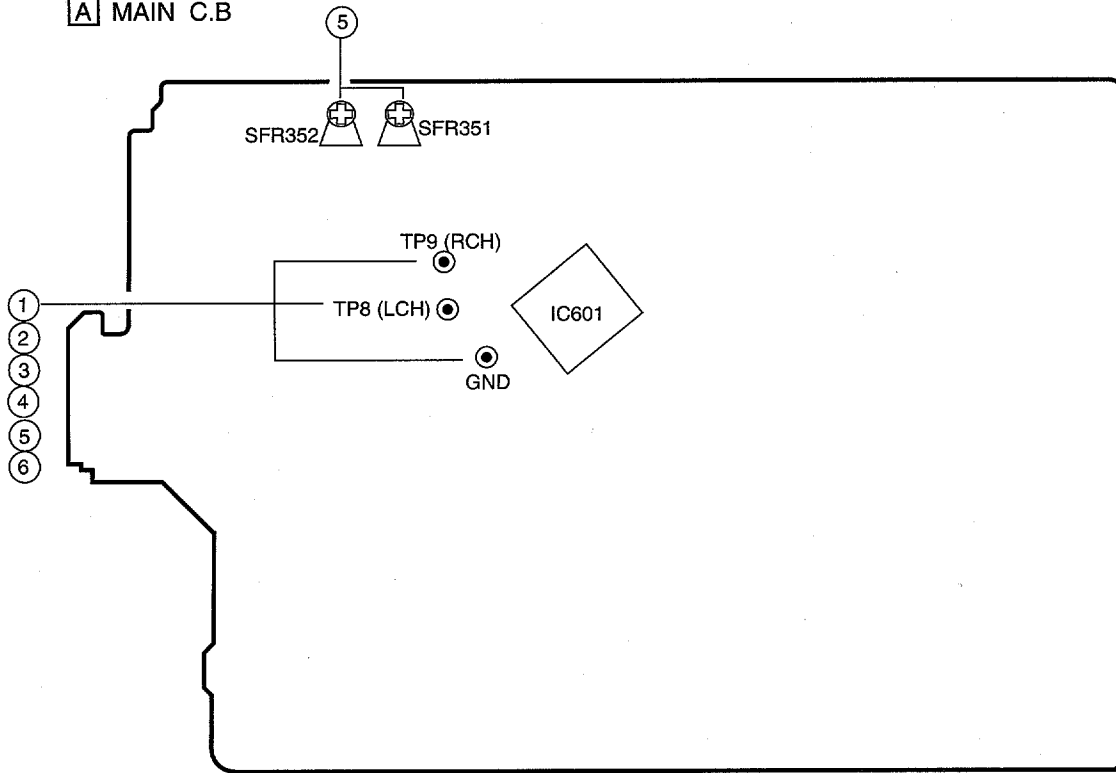 A MAIN C.B
5
SFR352
SFR351
TP9 (RCH)
TP8 (LCH)
IC601
GND
1
2
3
4
5
6